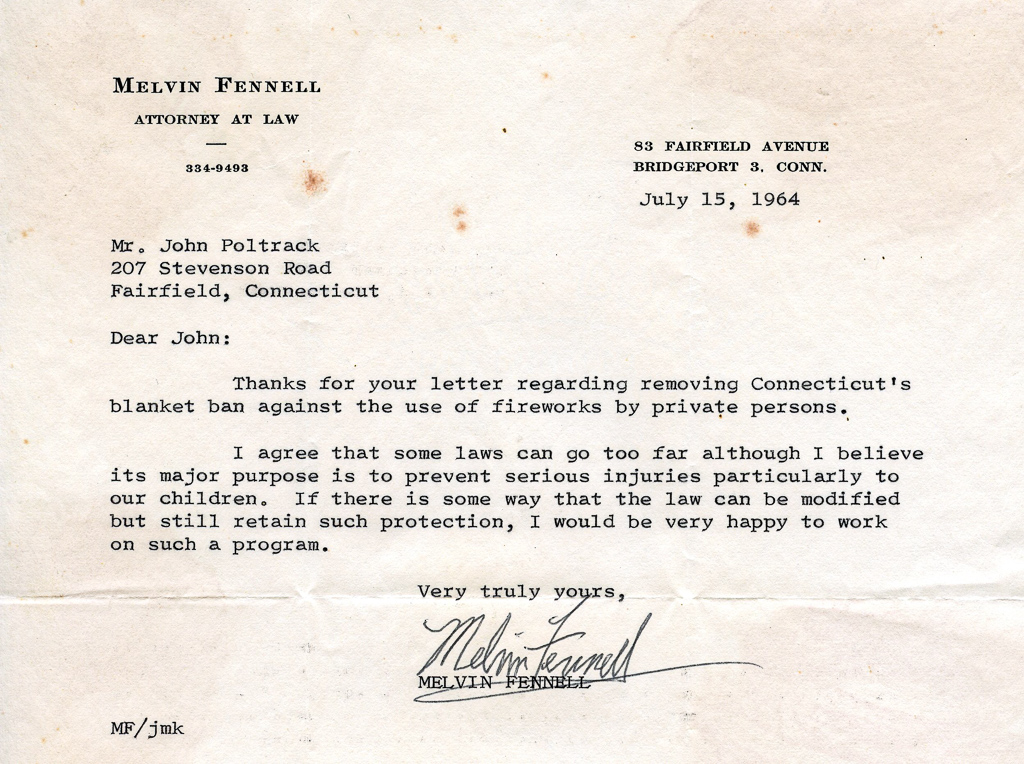 MELVIN FENNELL
ATTORNEY AT LAW
334-9493
83 FAIRFIELD AVENUE
BRIDGEPORT 3, CONN.
July 15, 1964
Mr. John Poltrack
207 Stevenson Road
Fairfield, Connecticut
Dear John:
Thanks for your letter regarding removing Connecticut's
blanket ban against the use of fireworks by private persons.
I agree that some laws can go too far although I believe
its major purpose is to prevent serious injuries particularly to
our children. If there is some way that the law can be modified
but still retain such protection, I would be very happy to work
on such a program.
Very truly yours,
Melvin Fennell
MELVIN FENNELL
MF/jmk